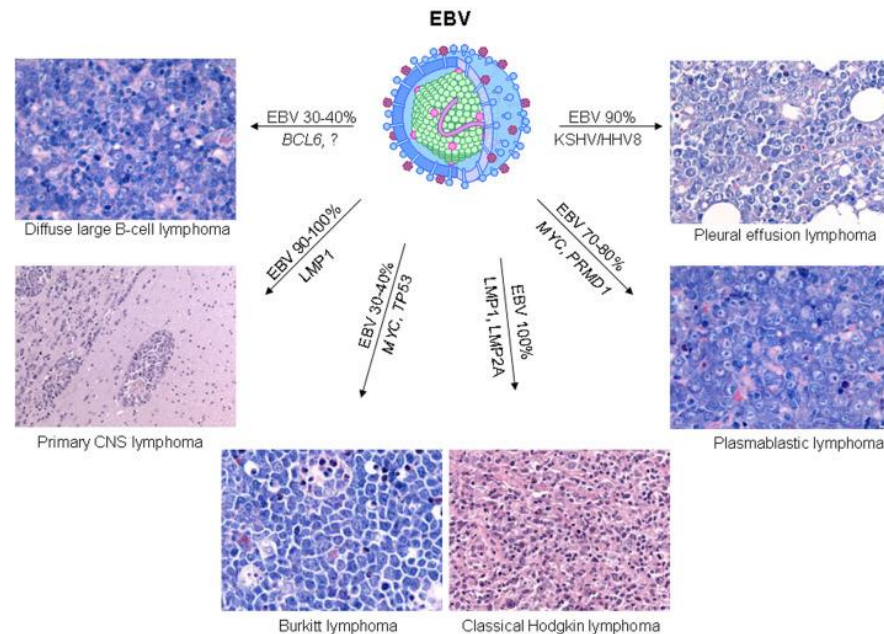 EBV
EBV 30-40%
BCL6, ?
EBV 90%
KSHV/HHV8
Diffuse large B-cell lymphoma
Pleural effusion lymphoma
EBV 90-100%
LMP1
EBV 30-40%
MYC, TP53
EBV 100%
LMP1, LMP2A
EBV 70-80%
MYC, PRMD1
Primary CNS lymphoma
Plasmablastic lymphoma
Burkitt lymphoma
Classical Hodgkin lymphoma